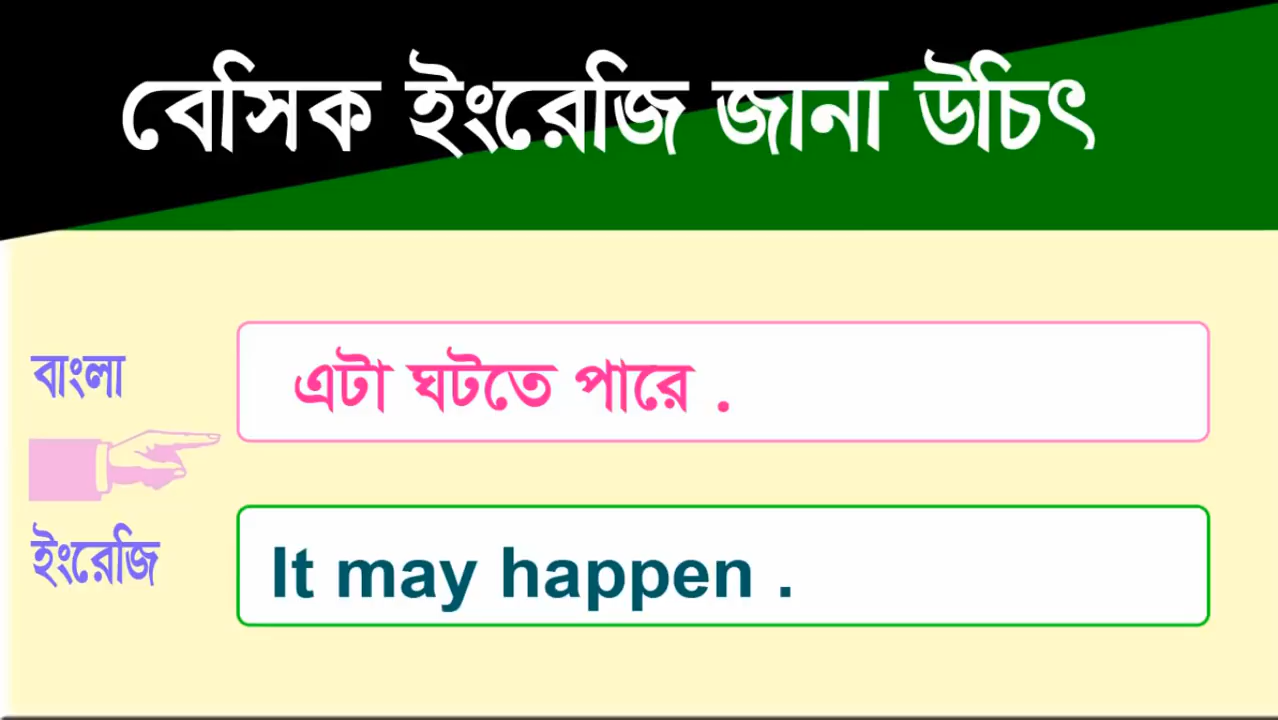 বেসিক ইংরেজি জানা উচিৎ
বাংলা
এটা ঘটতে পারে .
ইংরেজি
It may happen .